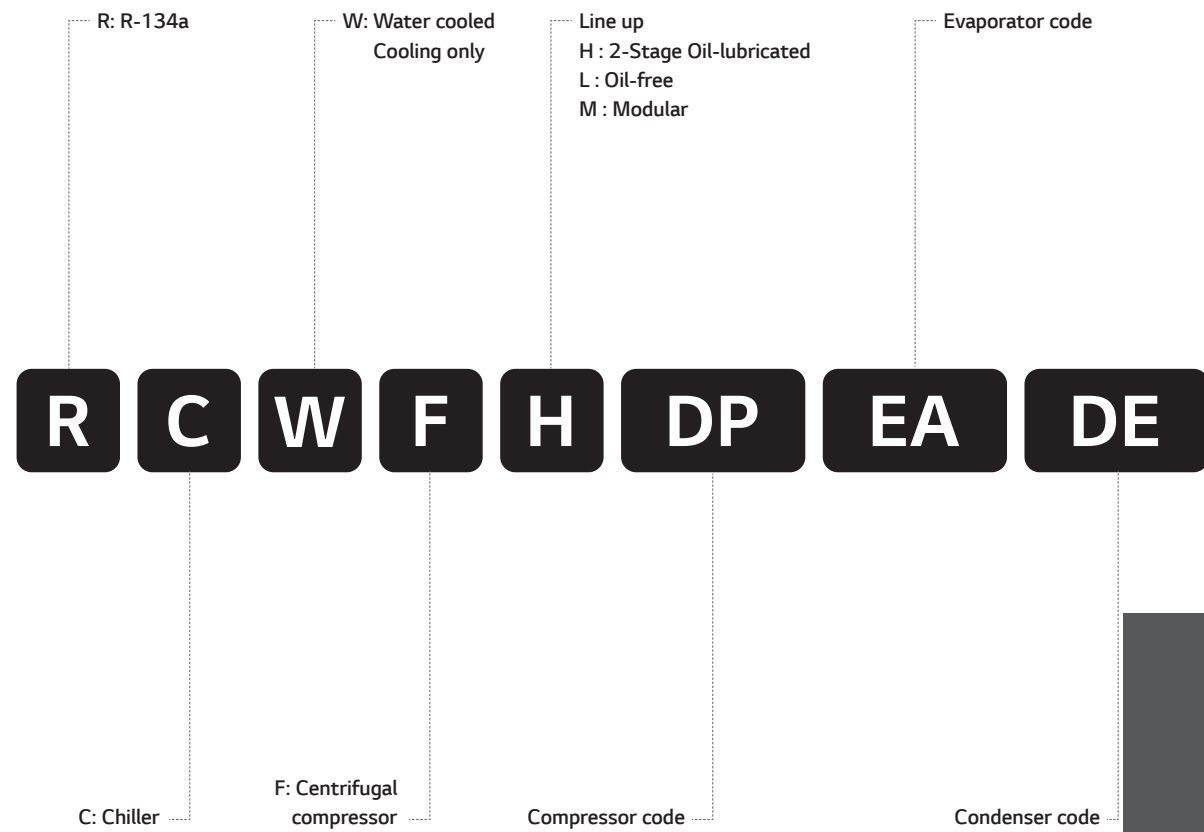 R: R-134a
W: Water cooled
Cooling only
Line up
H : 2-Stage Oil-lubricated
L : Oil-free
M : Modular
Evaporator code
R C W F H DP EA DE
C: Chiller
F: Centrifugal
compressor
Compressor code
Condenser code